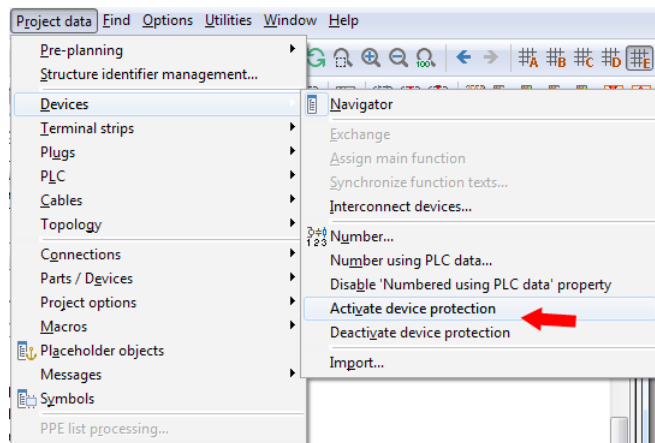 Project data Find Options Utilities Window Help
Pre-planning
Structure identifier management...
Devices
Terminal strips
Plugs
PLC
Cables
Topology
Connections
Parts / Devices
Project options
Macros
Placeholder objects
Messages
Symbols
PPE list processing...
100%
A B C D E
Navigator
Exchange
Assign main function
Synchronize function texts...
Interconnect devices...
123
Number...
Number using PLC data...
Disable 'Numbered using PLC data' property
Activate device protection
Deactivate device protection
Import...